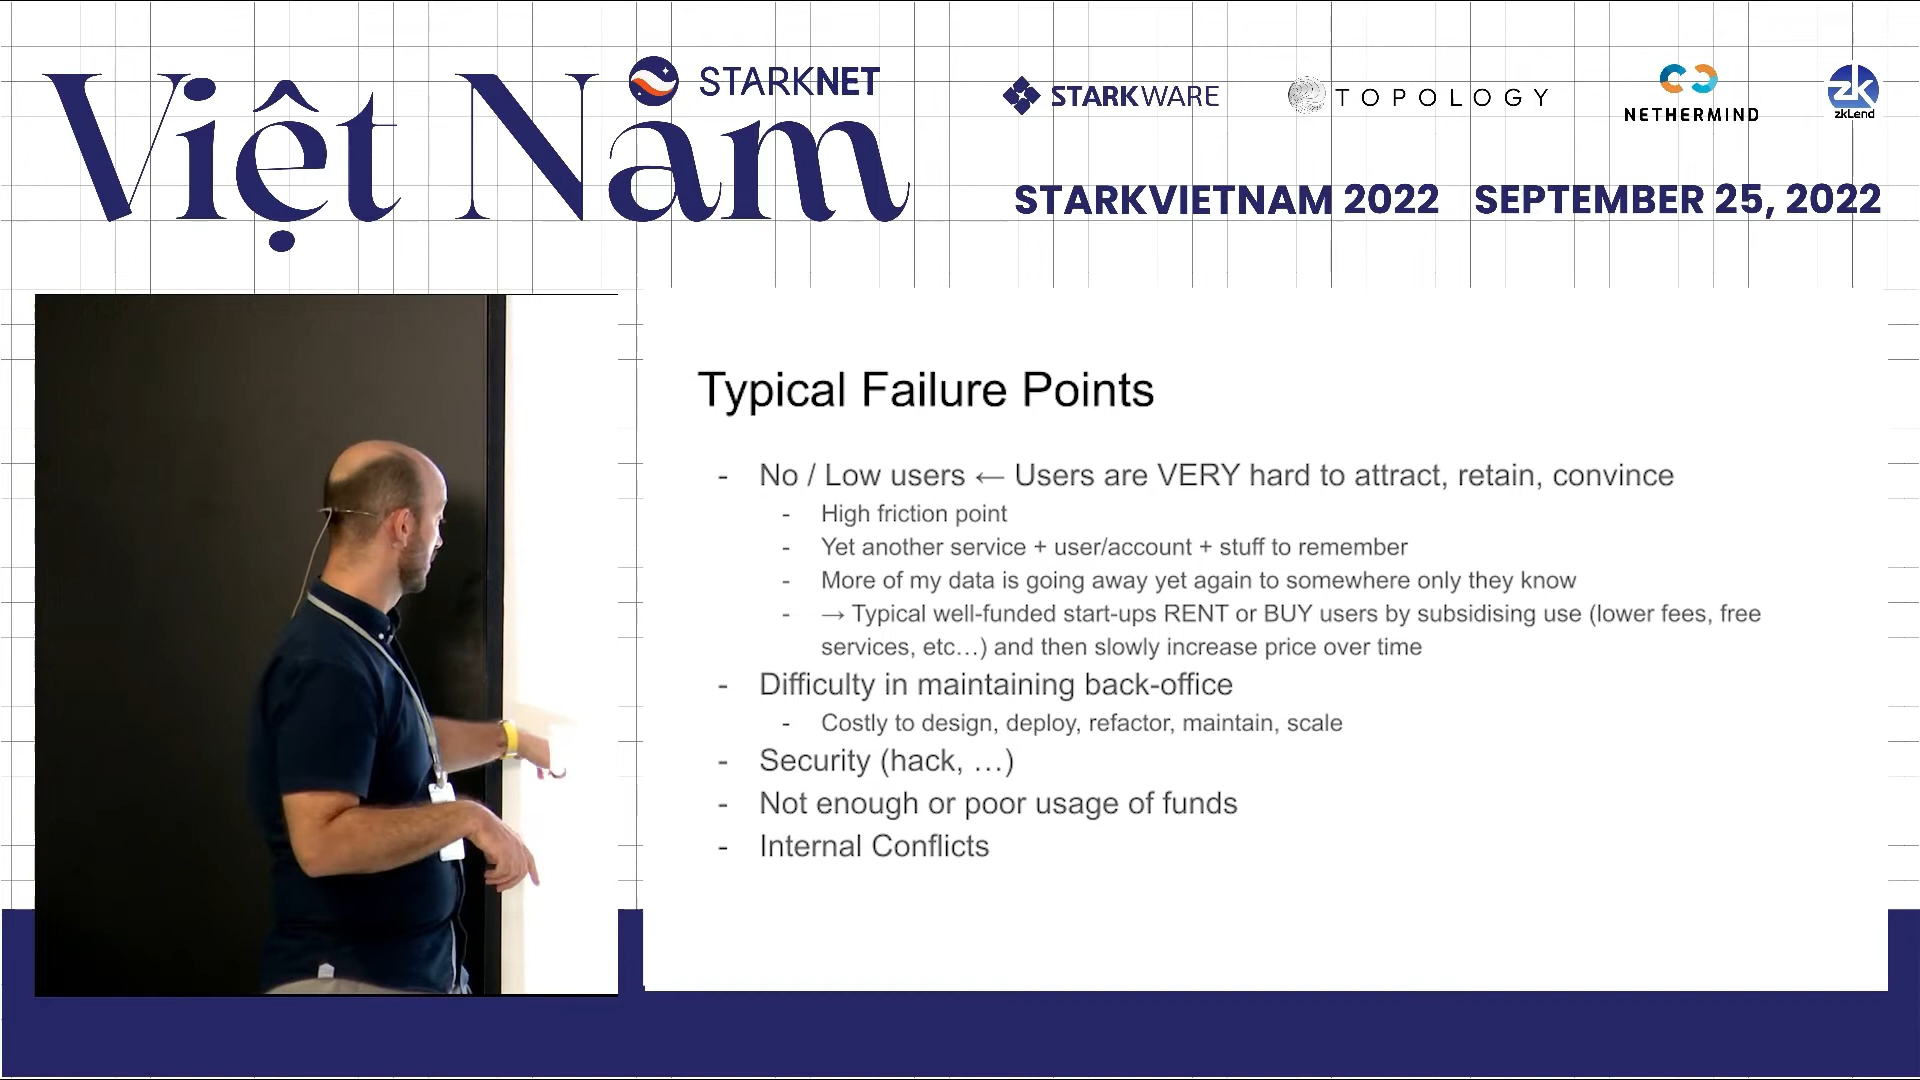 Việt Nam
STARKNET
STARKWARE
TOPOLOGY
NETHERMIND
zk
zkLend
STARKVIETNAM 2022 SEPTEMBER 25, 2022
Typical Failure Points
- No / Low users ← Users are VERY hard to attract, retain, convince
- High friction point
- Yet another service + user/account + stuff to remember
- More of my data is going away yet again to somewhere only they know
- → Typical well-funded start-ups RENT or BUY users by subsidising use (lower fees, free
services, etc…) and then slowly increase price over time
- Difficulty in maintaining back-office
- Costly to design, deploy, refactor, maintain, scale
- Security (hack, …)
- Not enough or poor usage of funds
- Internal Conflicts